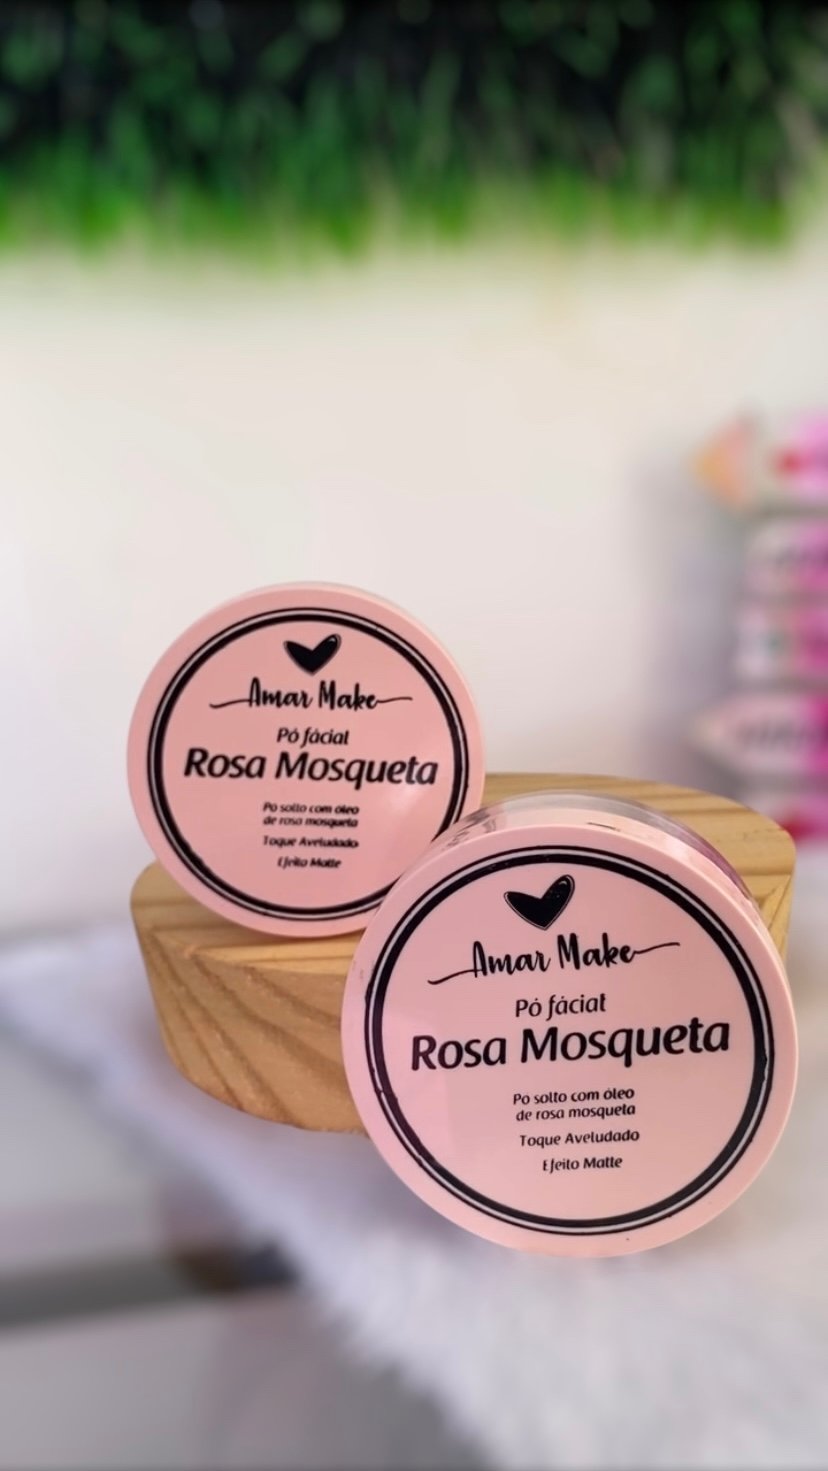 Amar Make
Pó fácial
Rosa Mosqueta
Po solto com óleo
de rosa mosqueta
Toque Aveludado
Efeito Matte
Amar Make
Pó fácial
Rosa Mosqueta
Po solto com óleo
de rosa mosqueta
Toque Aveludado
Efeito Matte